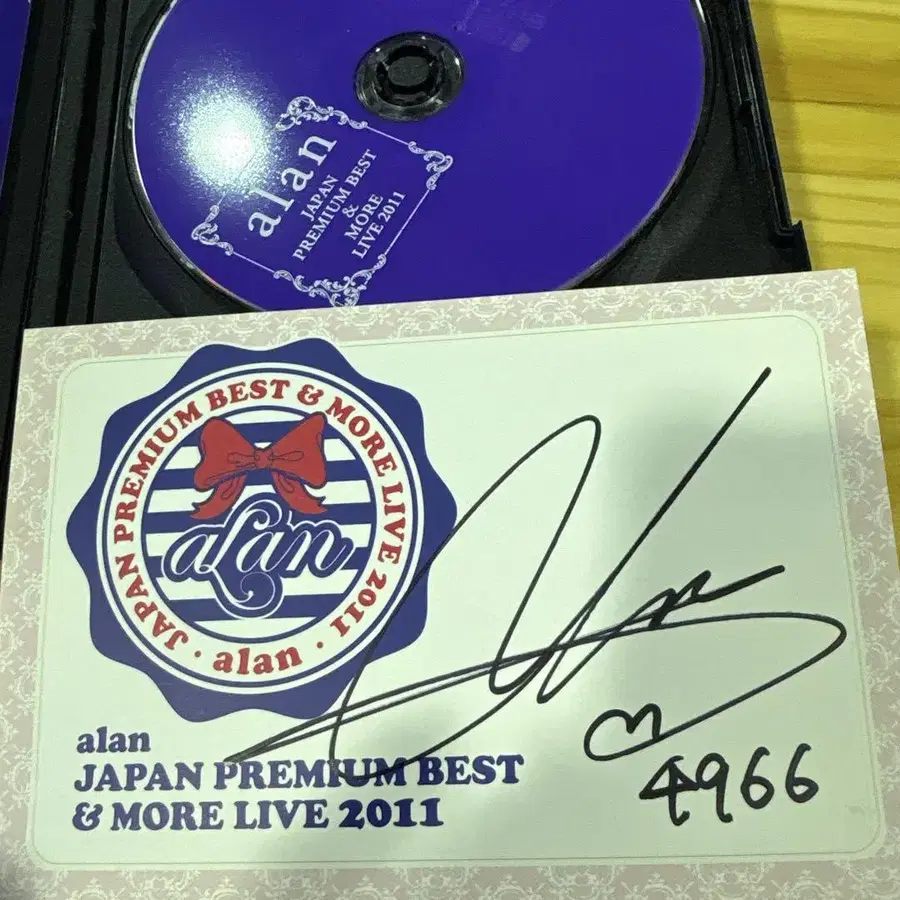 alan
JAPAN
PREMIUM BEST
&
MORE
LIVE 2011
JAPAN PREMIUM BEST & MORE LIVE 2011
alan
· alan ·
alan
JAPAN PREMIUM BEST
& MORE LIVE 2011
4966